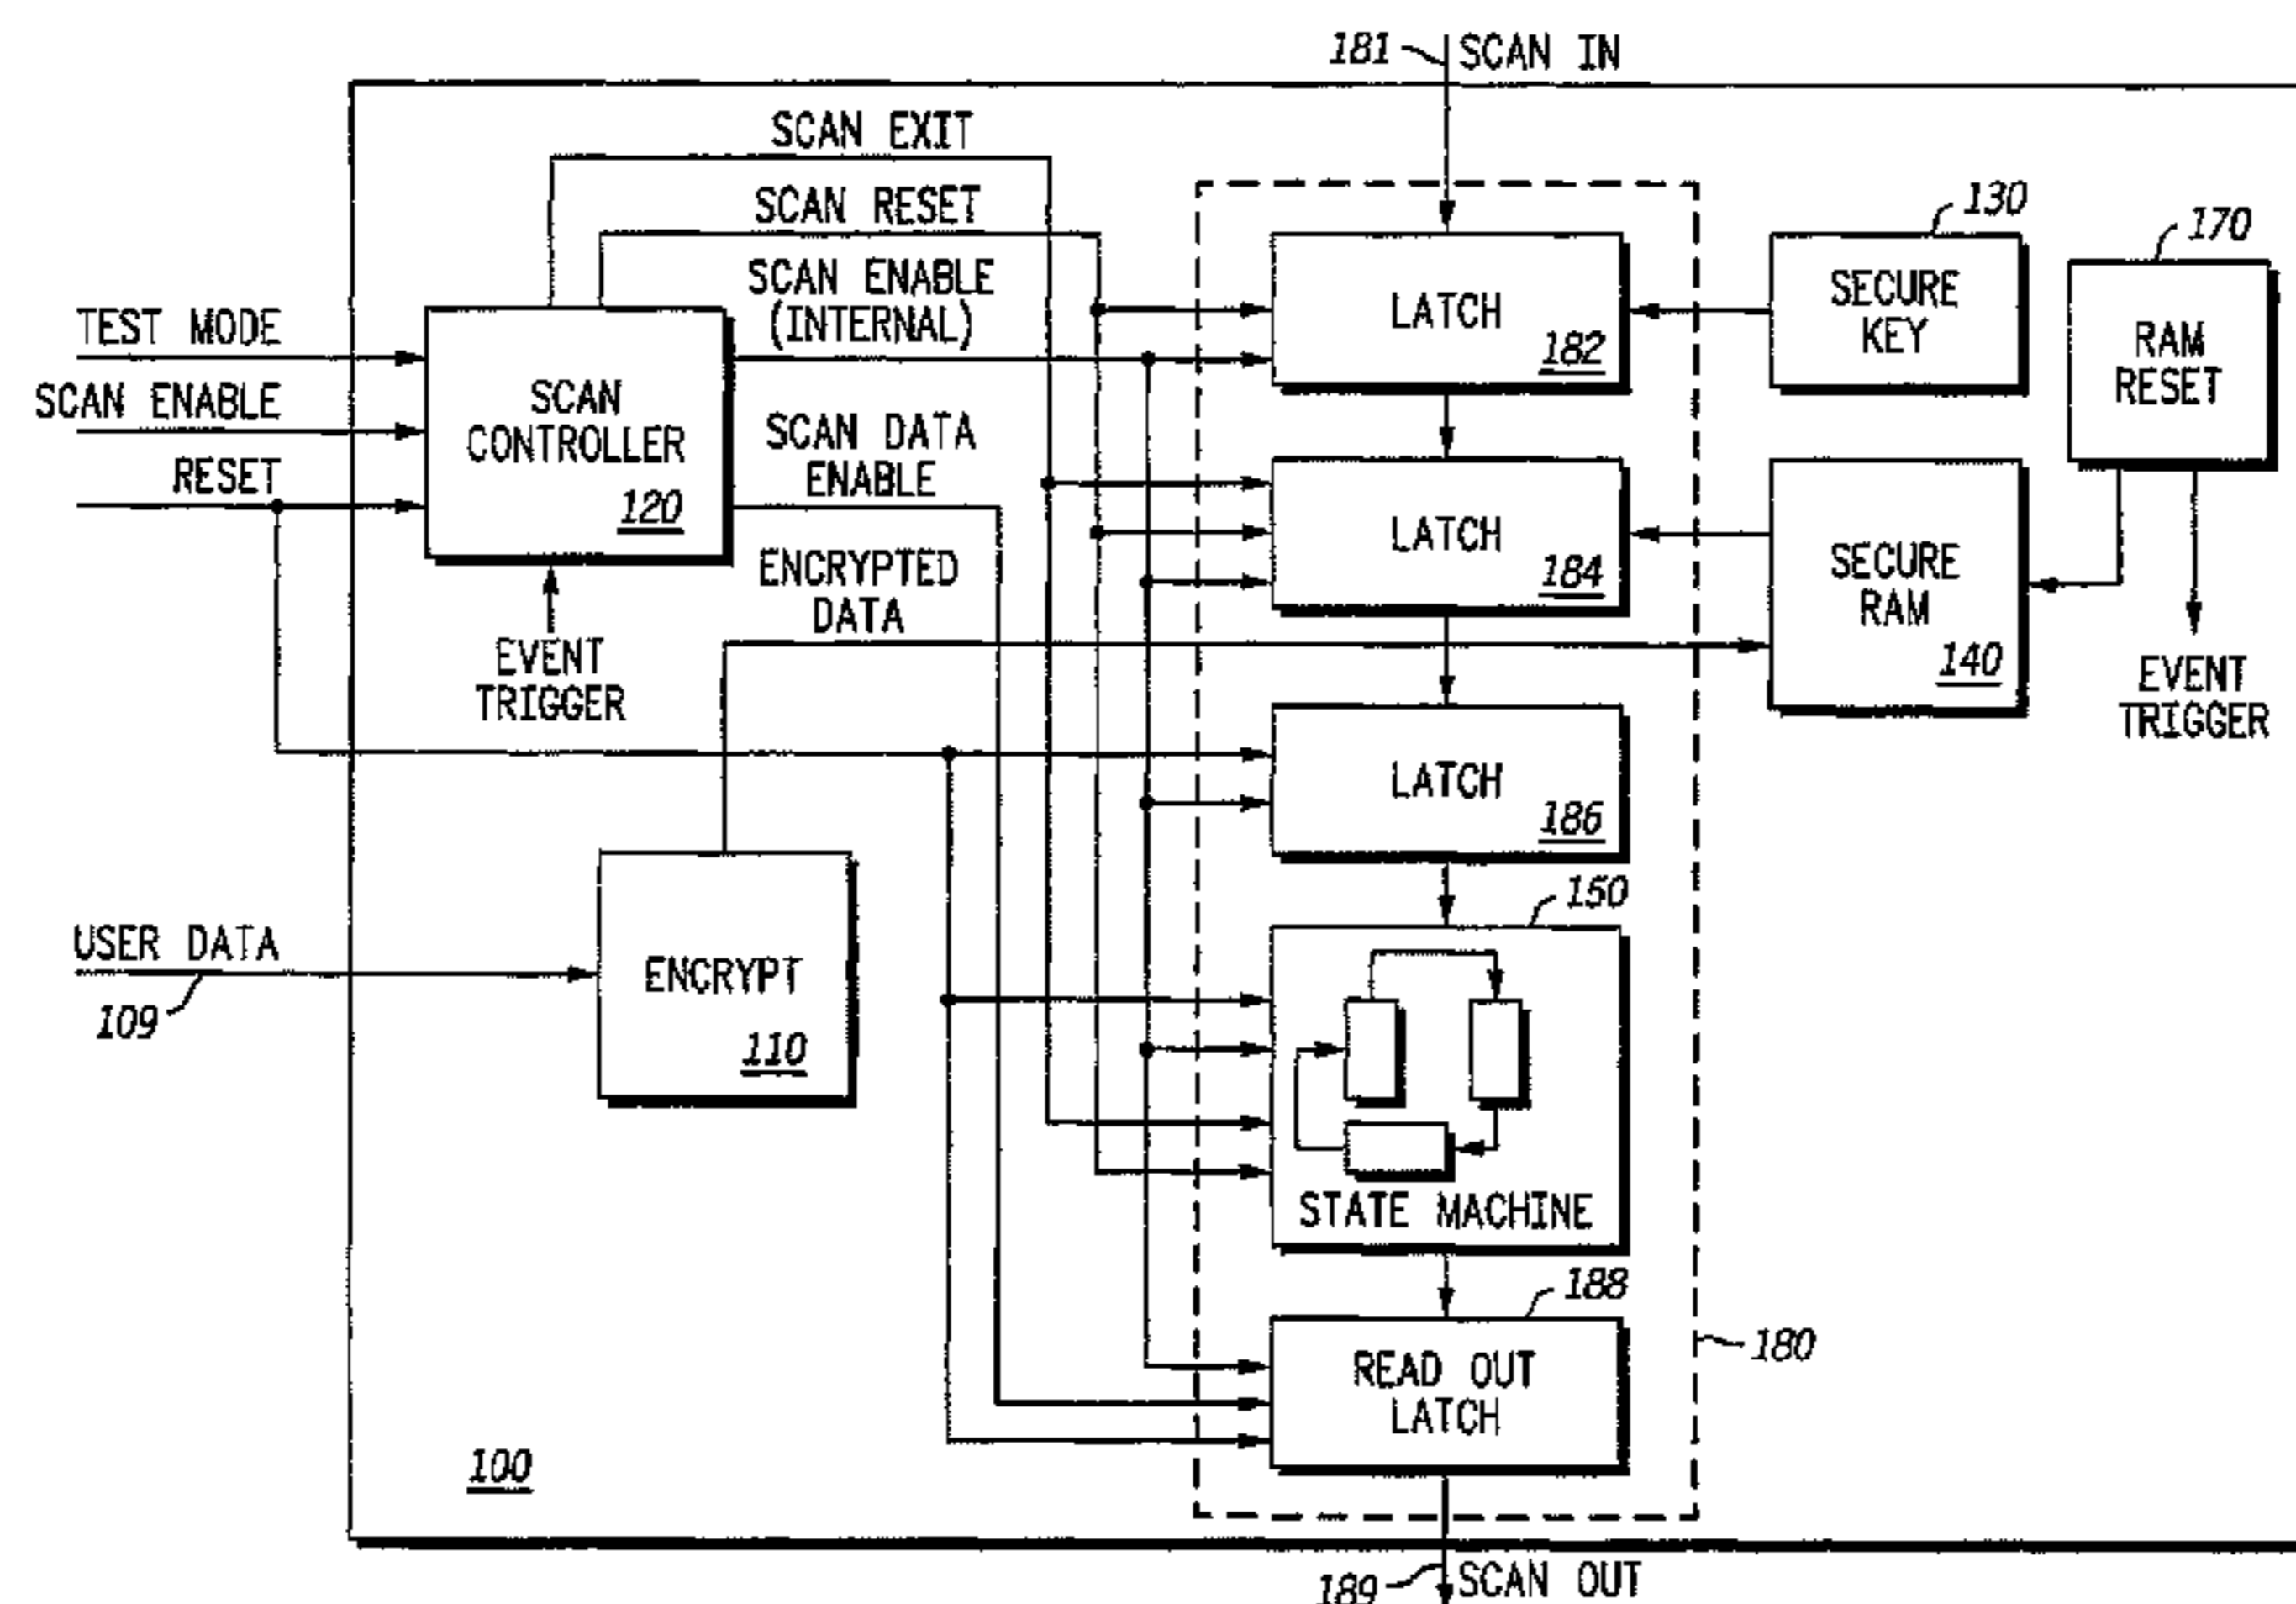 181 SCAN IN
SCAN EXIT
SCAN RESET
SCAN ENABLE
(INTERNAL)
TEST MODE
SCAN ENABLE
RESET
SCAN
CONTROLLER
120
EVENT
TRIGGER
SCAN DATA
ENABLE
ENCRYPTED
DATA
LATCH
182
LATCH
184
LATCH
186
130
SECURE
KEY
170
RAM
RESET
SECURE
RAM
140
EVENT
TRIGGER
USER DATA
109
ENCRYPT
110
150
STATE MACHINE
188
READ OUT
LATCH
180
100
189 SCAN OUT